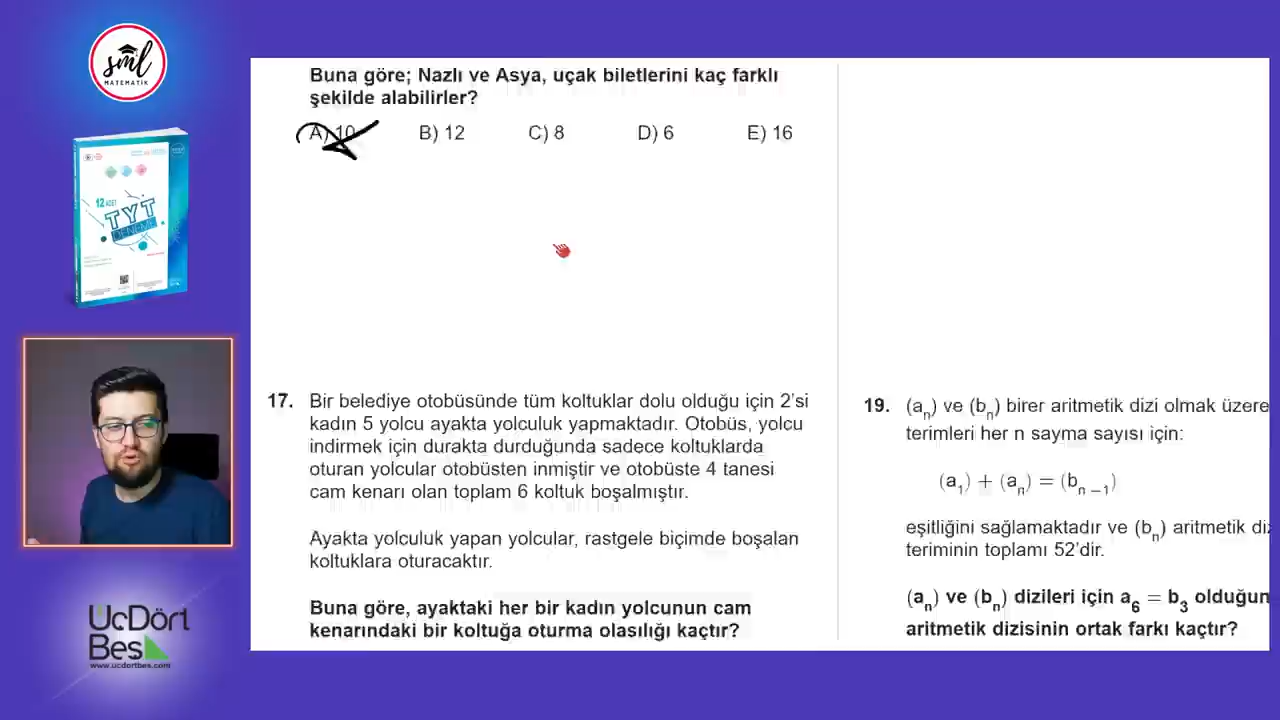 sml
MATEMATİK
12 ADET
TYT
DENEME
ÜcDört
Beş
www.ucdortbes.com
Buna göre; Nazlı ve Asya, uçak biletlerini kaç farklı
şekilde alabilirler?
A) 10 B) 12 C) 8 D) 6 E) 16
17. Bir belediye otobüsünde tüm koltuklar dolu olduğu için 2'si
kadın 5 yolcu ayakta yolculuk yapmaktadır. Otobüs, yolcu
indirmek için durakta durduğunda sadece koltuklarda
oturan yolcular otobüsten inmiştir ve otobüste 4 tanesi
cam kenarı olan toplam 6 koltuk boşalmıştır.
Ayakta yolculuk yapan yolcular, rastgele biçimde boşalan
koltuklara oturacaktır.
Buna göre, ayaktaki her bir kadın yolcunun cam
kenarındaki bir koltuğa oturma olasılığı kaçtır?
19. (aₙ) ve (bₙ) birer aritmetik dizi olmak üzere
terimleri her n sayma sayısı için:
(a₁) + (aₙ) = (bₙ₋₁)
eşitliğini sağlamaktadır ve (bₙ) aritmetik di
teriminin toplamı 52'dir.
(aₙ) ve (bₙ) dizileri için a₆ = b₃ olduğun
aritmetik dizisinin ortak farkı kaçtır?